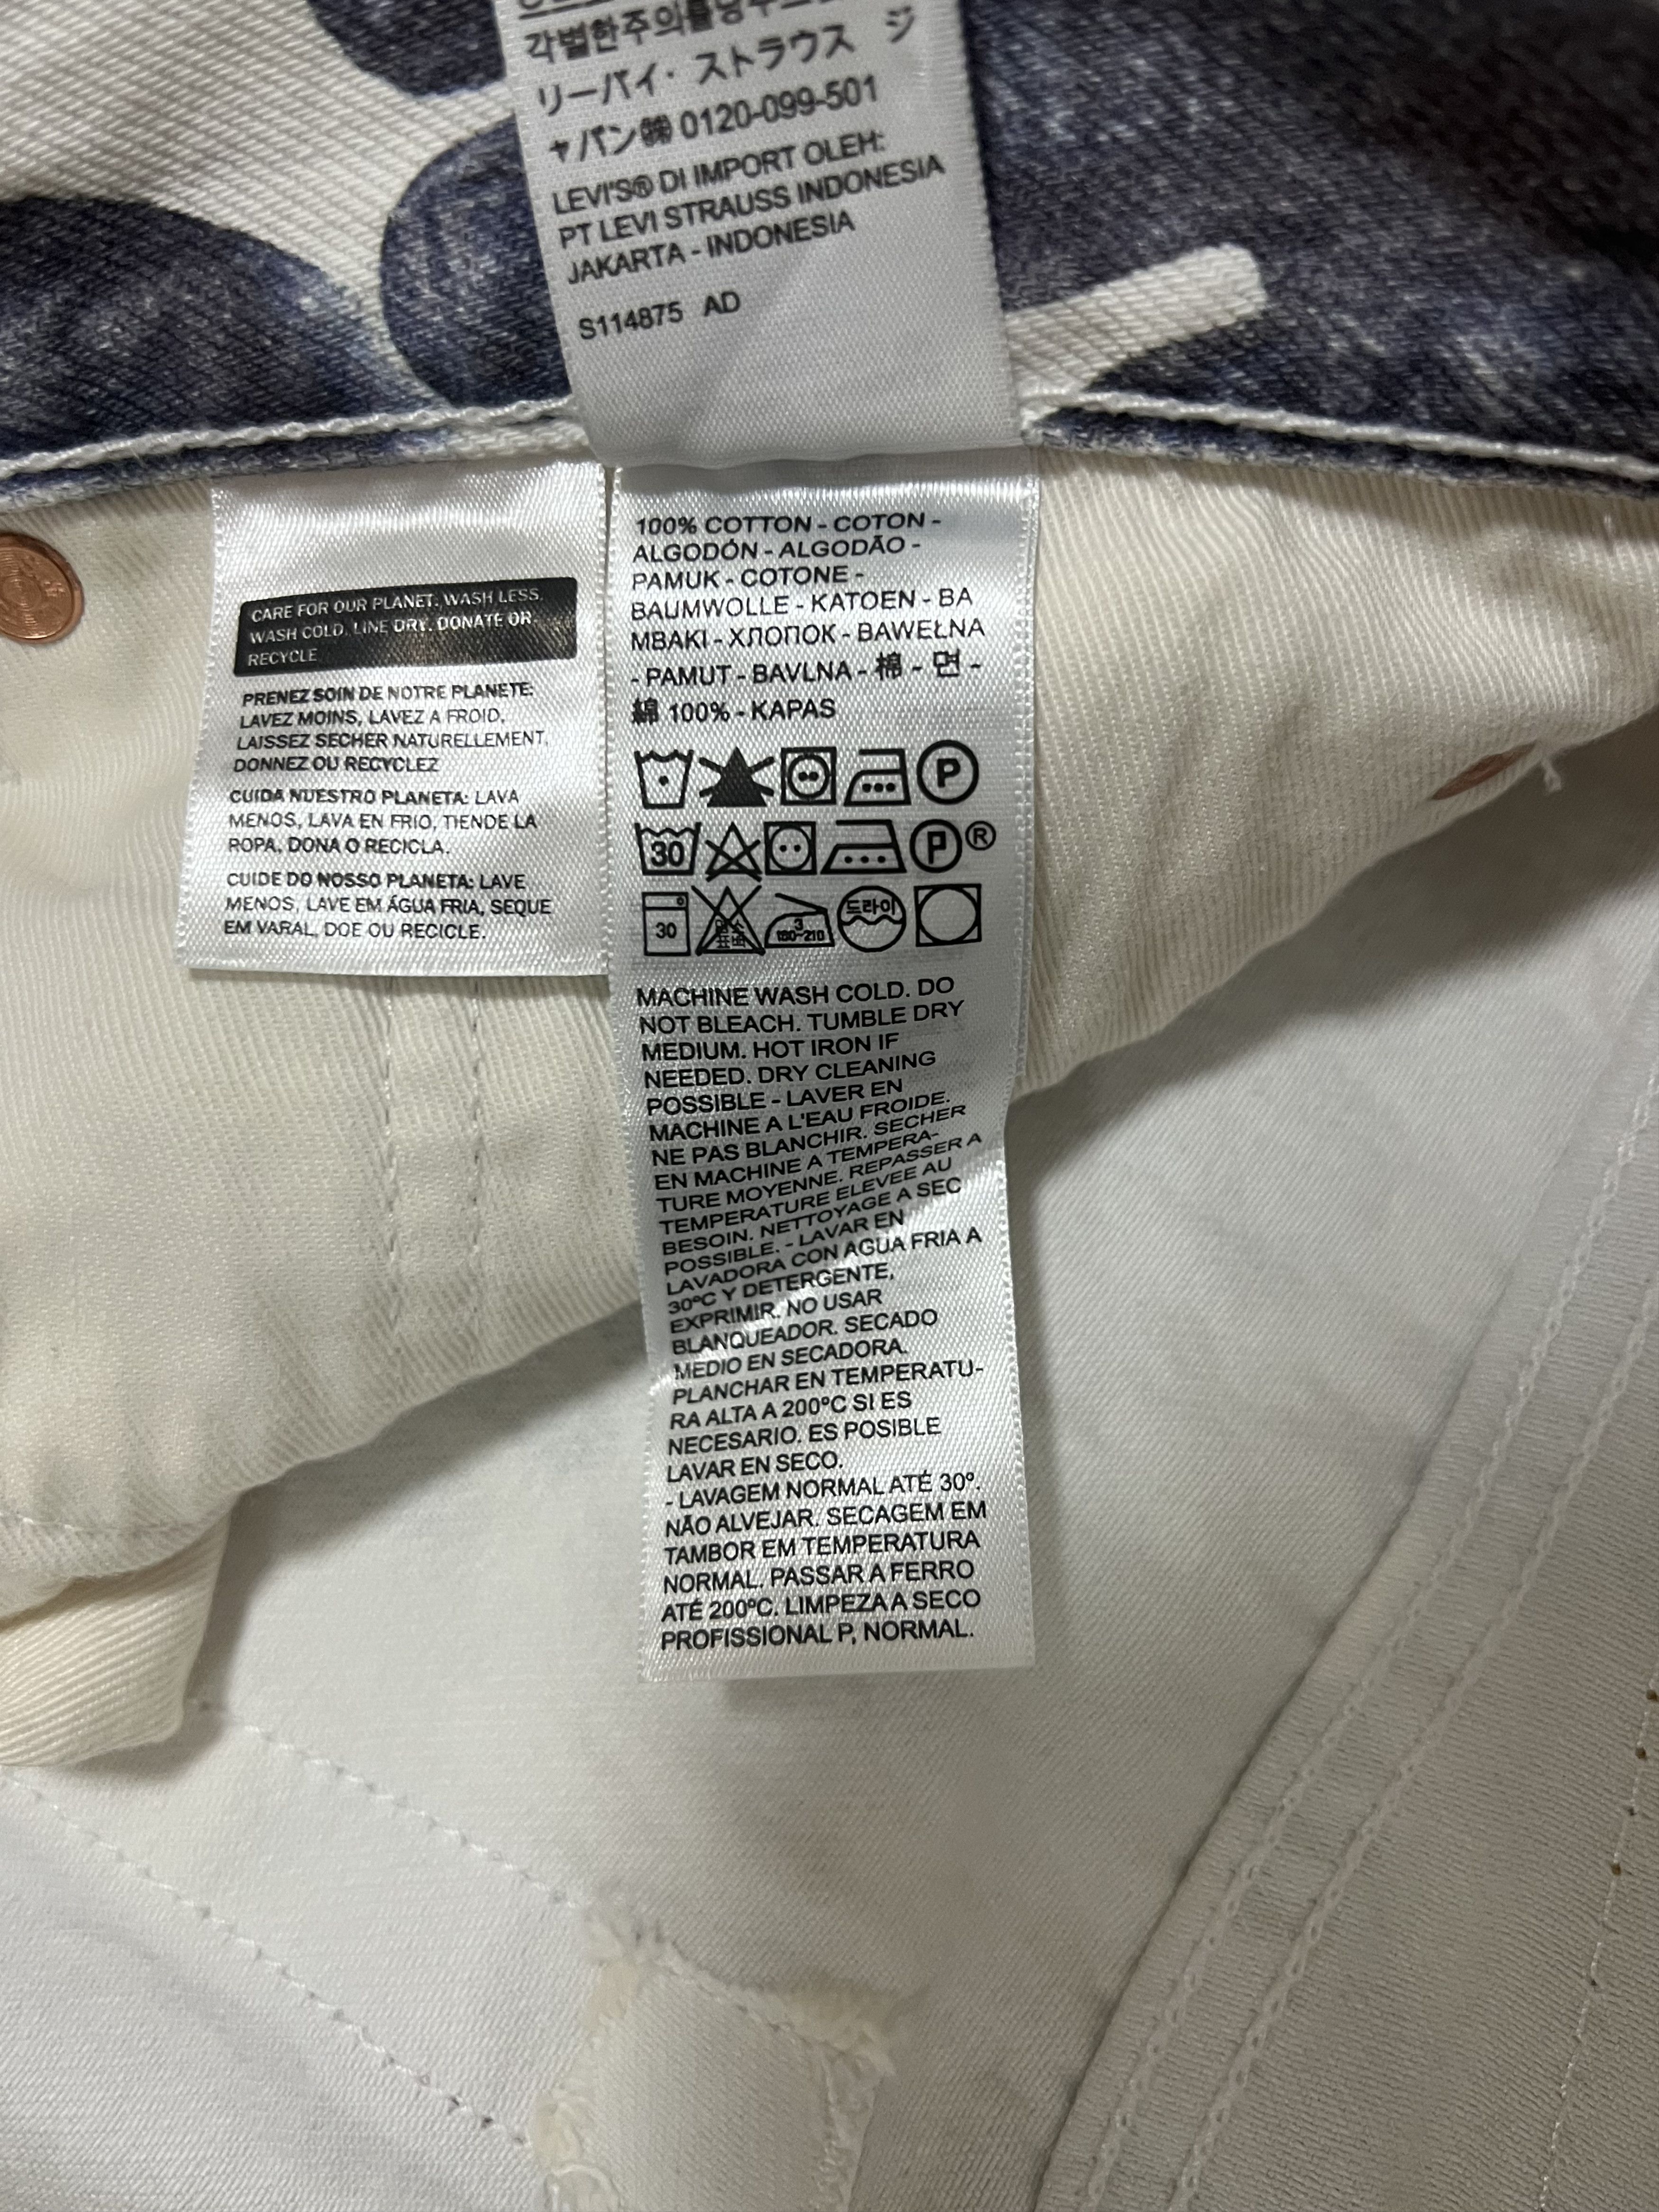 각별한주의를
リーバイ・ストラウス ジ
ャパン㈱ 0120-099-501
LEVI'S® DI IMPORT OLEH:
PT LEVI STRAUSS INDONESIA
JAKARTA - INDONESIA
S114875 AD
CARE FOR OUR PLANET. WASH LESS,
WASH COLD, LINE DRY. DONATE OR
RECYCLE
PRENEZ SOIN DE NOTRE PLANETE:
LAVEZ MOINS, LAVEZ A FROID,
LAISSEZ SECHER NATURELLEMENT,
DONNEZ OU RECYCLEZ
CUIDA NUESTRO PLANETA: LAVA
MENOS, LAVA EN FRIO, TIENDE LA
ROPA, DONA O RECICLA.
CUIDE DO NOSSO PLANETA: LAVE
MENOS, LAVE EM ÁGUA FRIA, SEQUE
EM VARAL, DOE OU RECICLE.
100% COTTON - COTON -
ALGODÓN - ALGODÃO -
PAMUK - COTONE -
BAUMWOLLE - KATOEN - BA
MBAKI - ХЛОПОК - BAWEŁNA
- PAMUT - BAVLNA - 棉 - 면 -
綿 100% - KAPAS
P
30 P ®
30 3 180~210 드라이
MACHINE WASH COLD. DO
NOT BLEACH. TUMBLE DRY
MEDIUM. HOT IRON IF
NEEDED. DRY CLEANING
POSSIBLE - LAVER EN
MACHINE A L'EAU FROIDE.
NE PAS BLANCHIR. SECHER
EN MACHINE A TEMPERA-
TURE MOYENNE. REPASSER A
TEMPERATURE ELEVEE AU
BESOIN. NETTOYAGE A SEC
POSSIBLE. - LAVAR EN
LAVADORA CON AGUA FRIA A
30°C Y DETERGENTE,
EXPRIMIR. NO USAR
BLANQUEADOR. SECADO
MEDIO EN SECADORA.
PLANCHAR EN TEMPERATU-
RA ALTA A 200°C SI ES
NECESARIO. ES POSIBLE
LAVAR EN SECO.
- LAVAGEM NORMAL ATÉ 30°.
NÃO ALVEJAR. SECAGEM EM
TAMBOR EM TEMPERATURA
NORMAL. PASSAR A FERRO
ATÉ 200°C. LIMPEZA A SECO
PROFISSIONAL P, NORMAL.